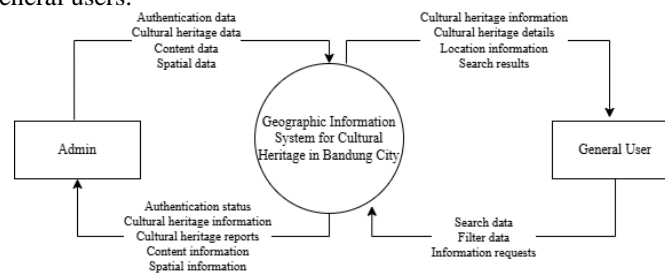 eneral users.
Authentication data
Cultural heritage data
Content data
Spatial data
Cultural heritage information
Cultural heritage details
Location information
Search results
Admin
Geographic Information
System for Cultural
Heritage in Bandung City
General User
Authentication status
Cultural heritage information
Cultural heritage reports
Content information
Spatial information
Search data
Filter data
Information requests